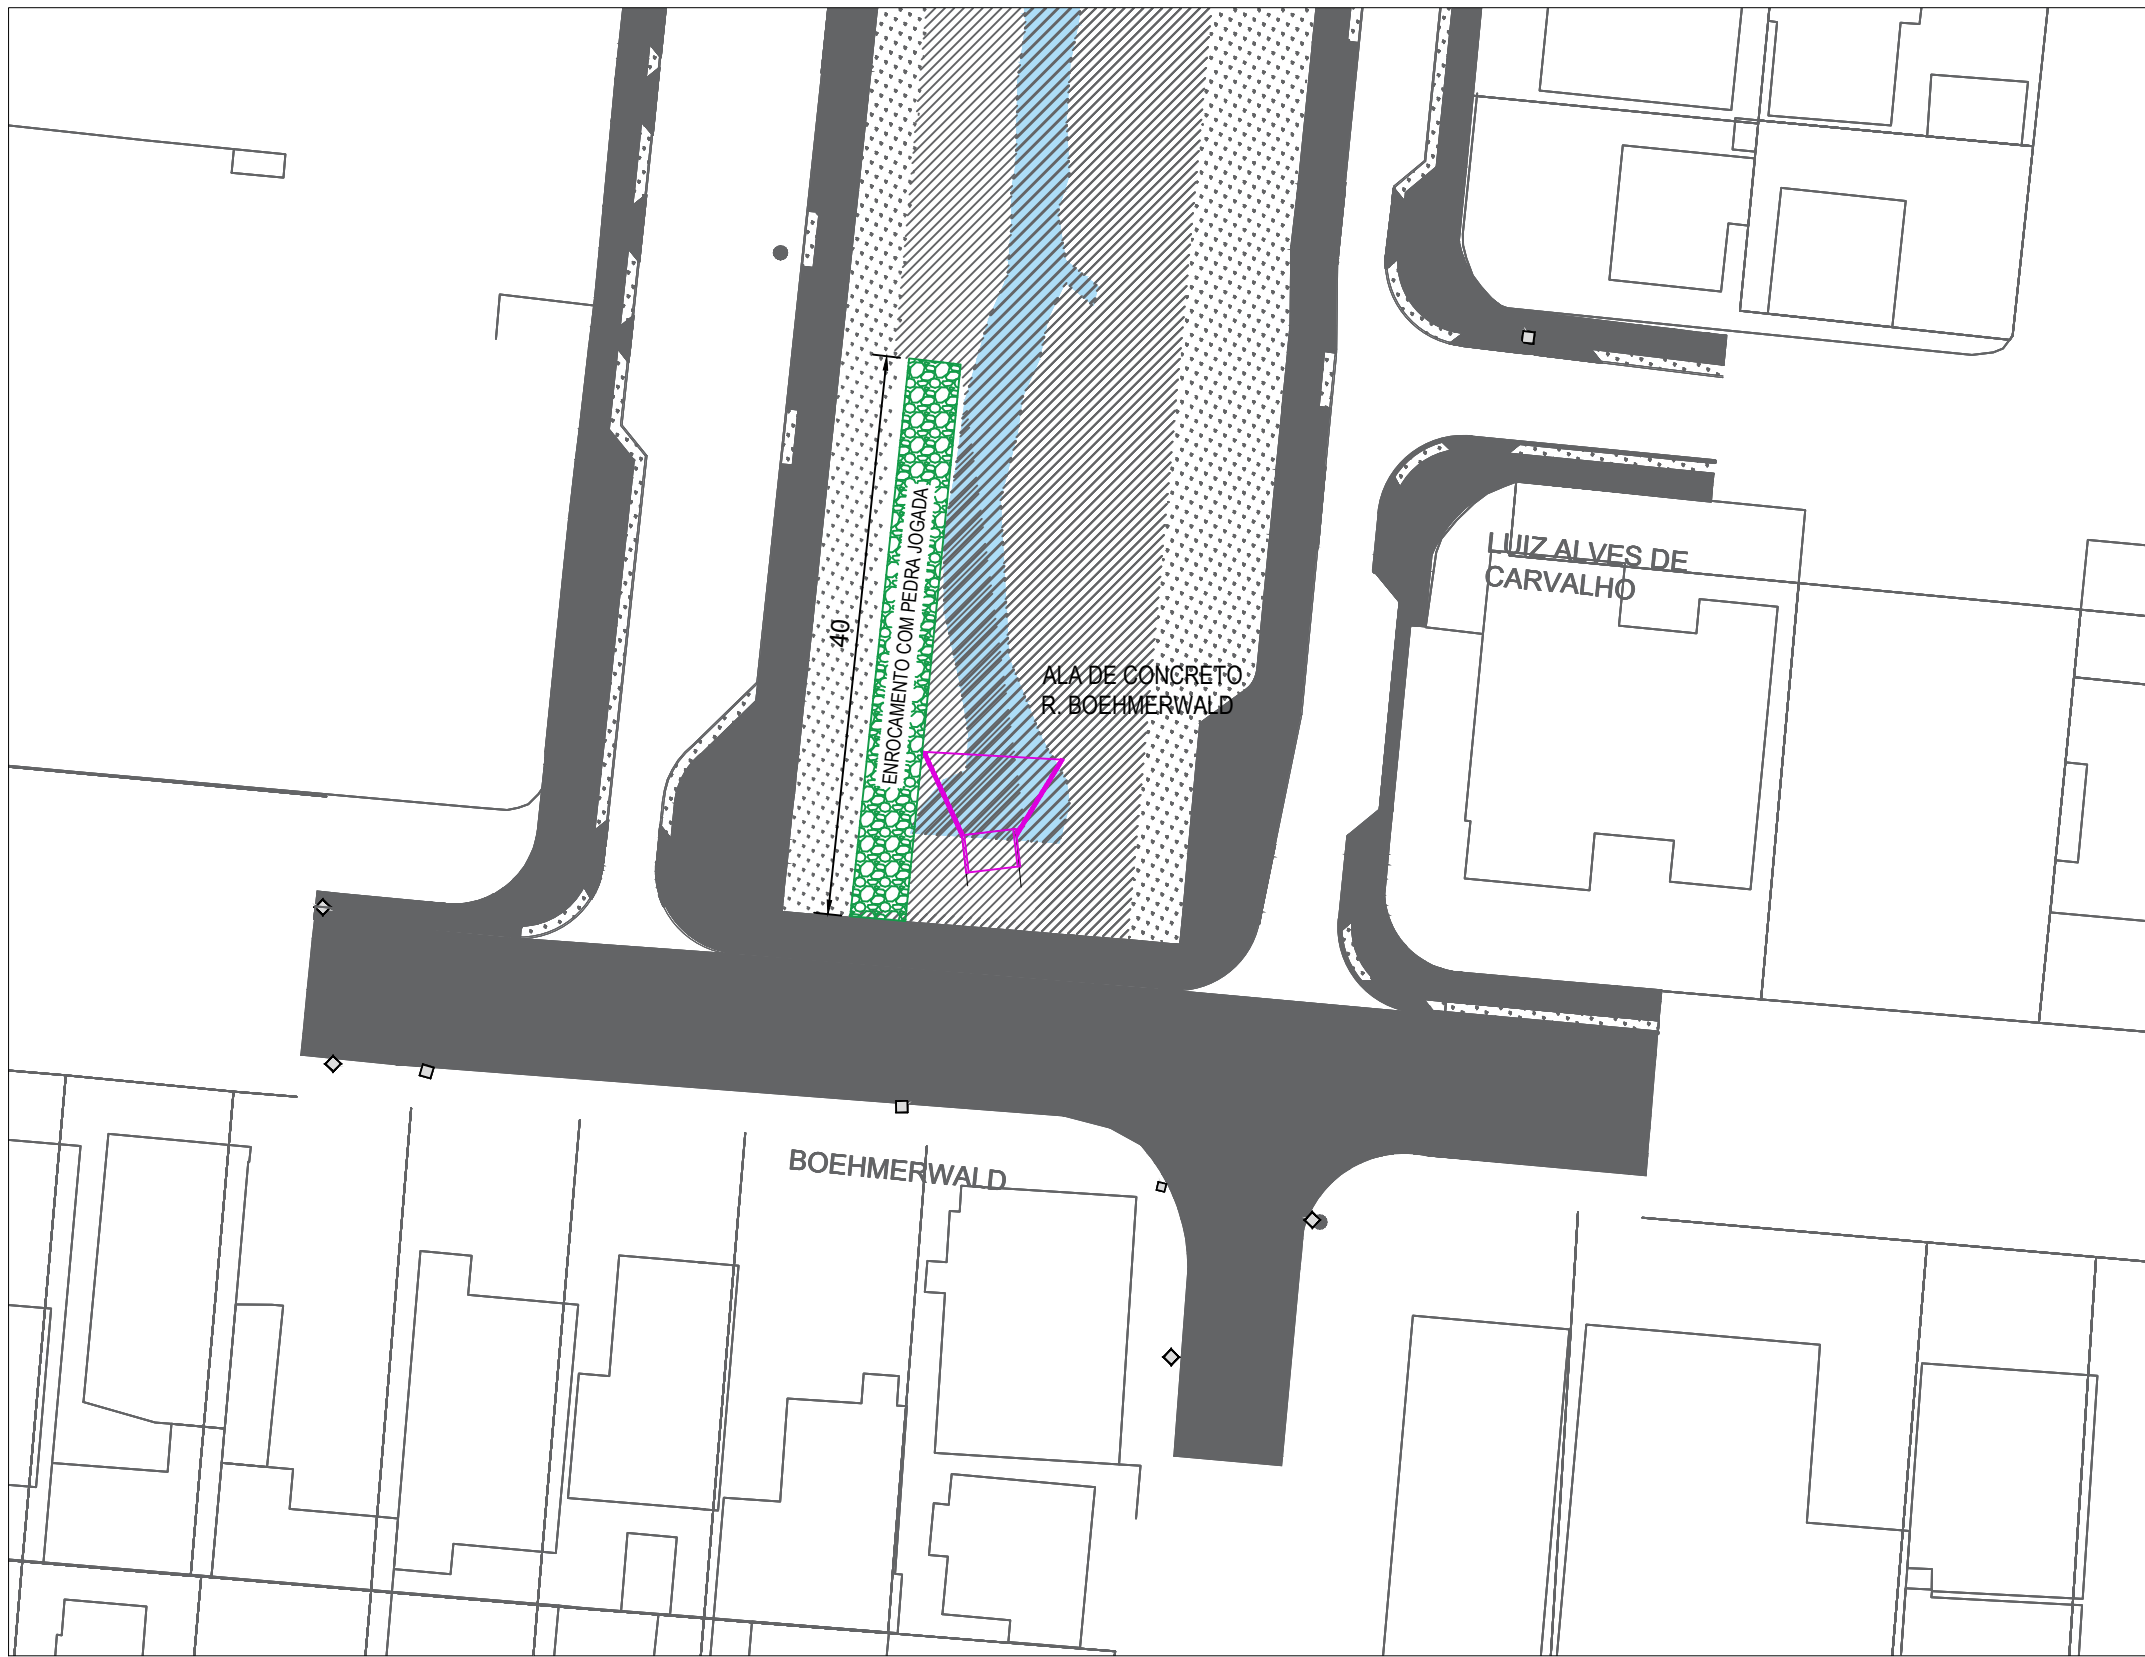 LUIZ ALVES DE
CARVALHO
ENROCAMENTO COM PEDRA JOGADA
40
ALA DE CONCRETO
R. BOEHMERWALD
BOEHMERWALD